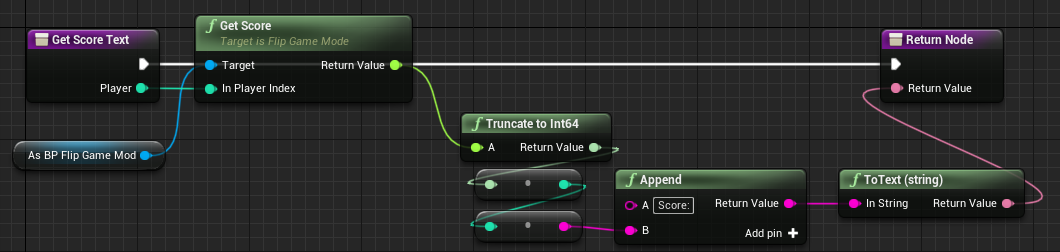 Get Score Text
Player
As BP Flip Game Mod
Get Score
Target is Flip Game Mode
Target
Return Value
In Player Index
Truncate to Int64
A
Return Value
Append
A
Score:
Return Value
B
Add pin
ToText (string)
In String
Return Value
Return Node
Return Value